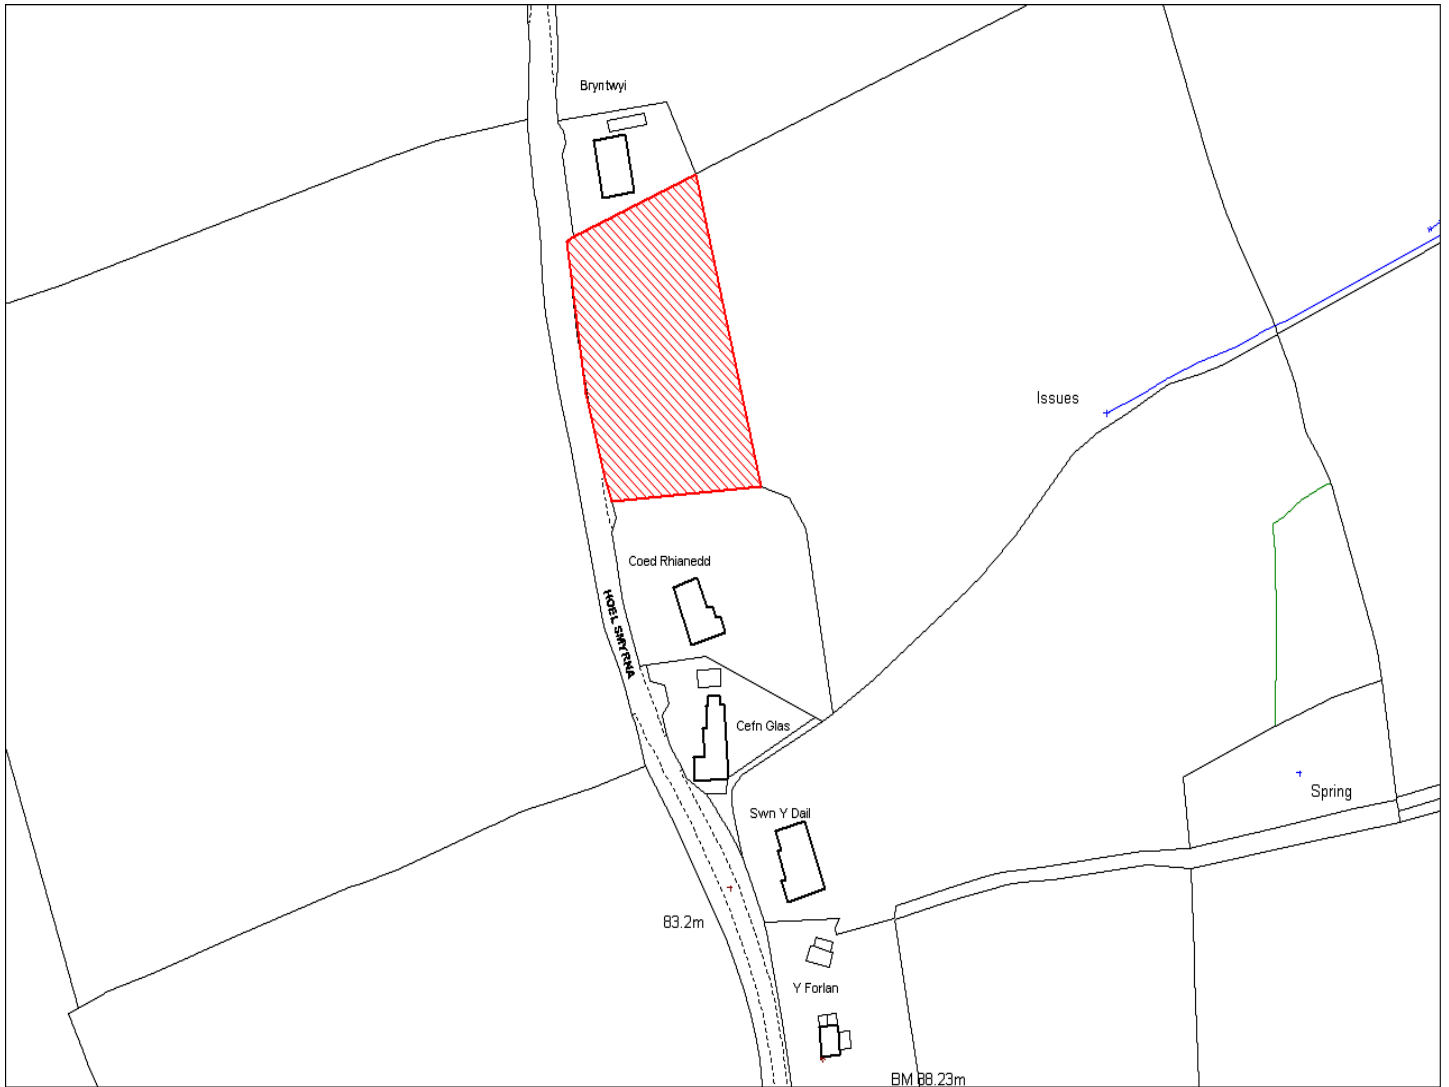 Bryntwyi
Issues
Coed Rhianedd
HOEL SMYRNA
Cefn Glas
Spring
Swn Y Dail
83.2m
Y Forlan
BM 88.23m